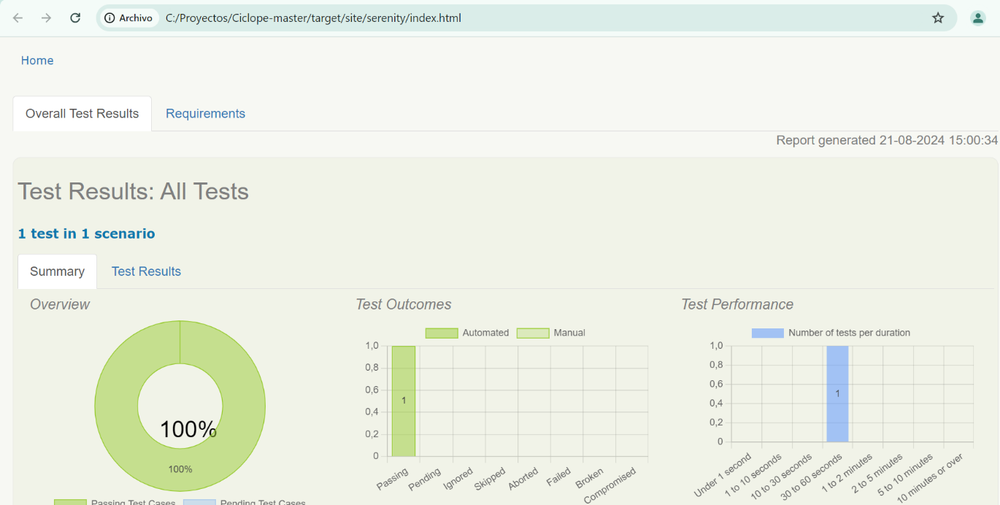 Archivo C:/Proyectos/Ciclope-master/target/site/serenity/index.html
Home
Overall Test Results Requirements
Report generated 21-08-2024 15:00:34
Test Results: All Tests
1 test in 1 scenario
Summary Test Results
Overview
100%
100%
Passing Test Cases Pending Test Cases
Test Outcomes
Automated Manual
1,0
0,8
0,6
0,4
0,2
0
1
Passing Pending Ignored Skipped Aborted Failed Broken Compromised
Test Performance
Number of tests per duration
1,0
0,8
0,6
0,4
0,2
0
1
Under 1 second 1 to 10 seconds 10 to 30 seconds 30 to 60 seconds 1 to 2 minutes 2 to 5 minutes 5 to 10 minutes 10 minutes or over